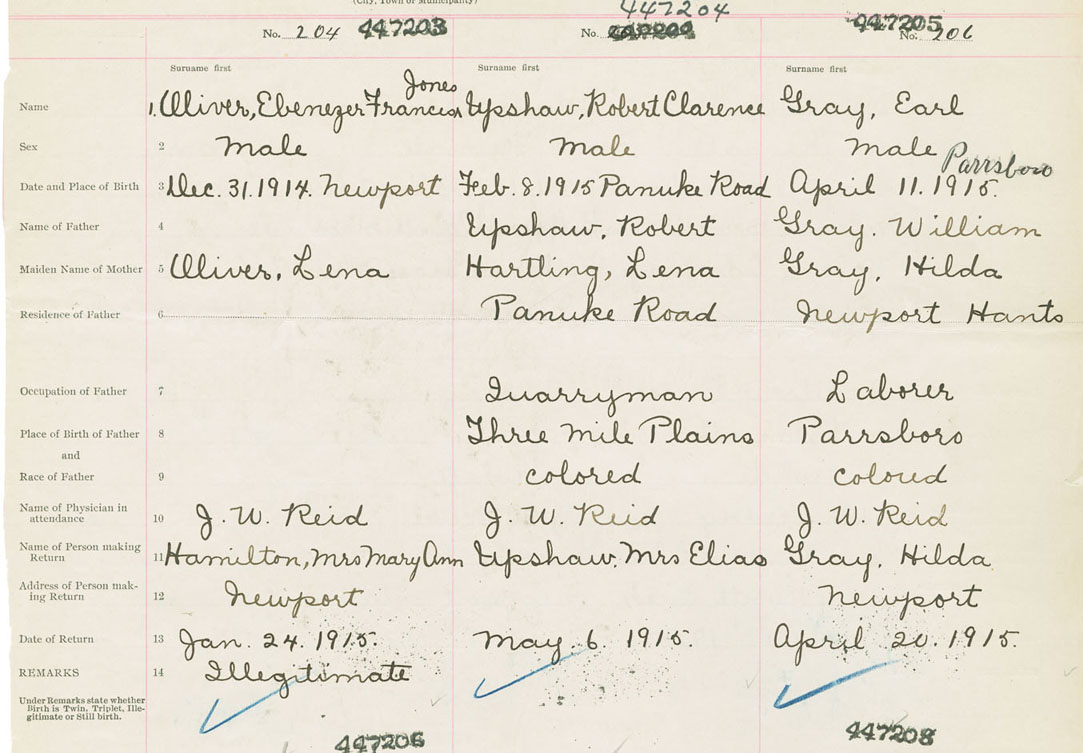 (City, Town or Municipality)
447204
No. 204 447203 No. 447205 No. 206
Surname first Surname first Surname first
Jones
Name 1. Oliver, Ebenezer Francis Upshaw, Robert Clarence Gray, Earl
Sex 2 Male Male Male
Parrsboro
Date and Place of Birth 3 Dec. 31. 1914. Newport Feb. 8. 1915 Panuke Road April 11. 1915.
Name of Father 4 Upshaw, Robert Gray. William
Maiden Name of Mother 5 Oliver, Lena Hartling, Lena Gray, Hilda
Residence of Father 6 Panuke Road Newport Hants
Occupation of Father 7 Quarryman Laborer
Place of Birth of Father 8 Three Mile Plains Parrsboro
and
Race of Father 9 colored colored
Name of Physician in
attendance 10 J. W. Reid J. W. Reid J. W. Reid
Name of Person making
Return 11 Hamilton, Mrs Mary Ann Upshaw. Mrs Elias Gray, Hilda
Address of Person mak-
ing Return 12 Newport Newport
Date of Return 13 Jan. 24. 1915. May. 6. 1915. April 20. 1915.
REMARKS 14 Illegitimate
Under Remarks state whether
Birth is Twin, Triplet, Ille-
gitimate or Still birth.
447206 447208